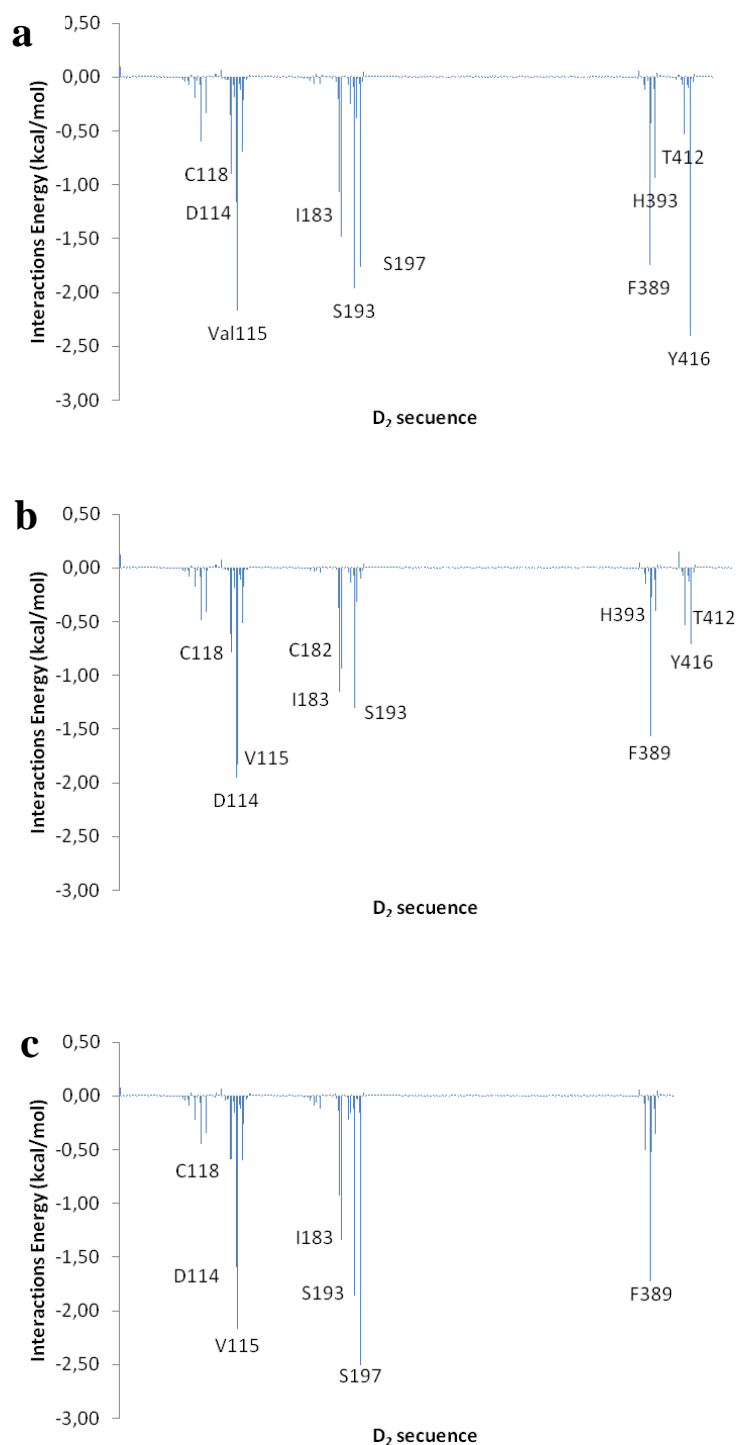 a
0,50
0,00
-0,50
-1,00
-1,50
-2,00
-2,50
-3,00
Interactions Energy (kcal/mol)
C118
D114
Val115
I183
S193
S197
T412
H393
F389
Y416
D₂ secuence
b
0,50
0,00
-0,50
-1,00
-1,50
-2,00
-2,50
-3,00
Interactions Energy (kcal/mol)
C118
V115
D114
C182
I183
S193
H393
T412
Y416
F389
D₂ secuence
c
0,50
0,00
-0,50
-1,00
-1,50
-2,00
-2,50
-3,00
Interactions Energy (kcal/mol)
C118
D114
V115
I183
S193
S197
F389
D₂ secuence